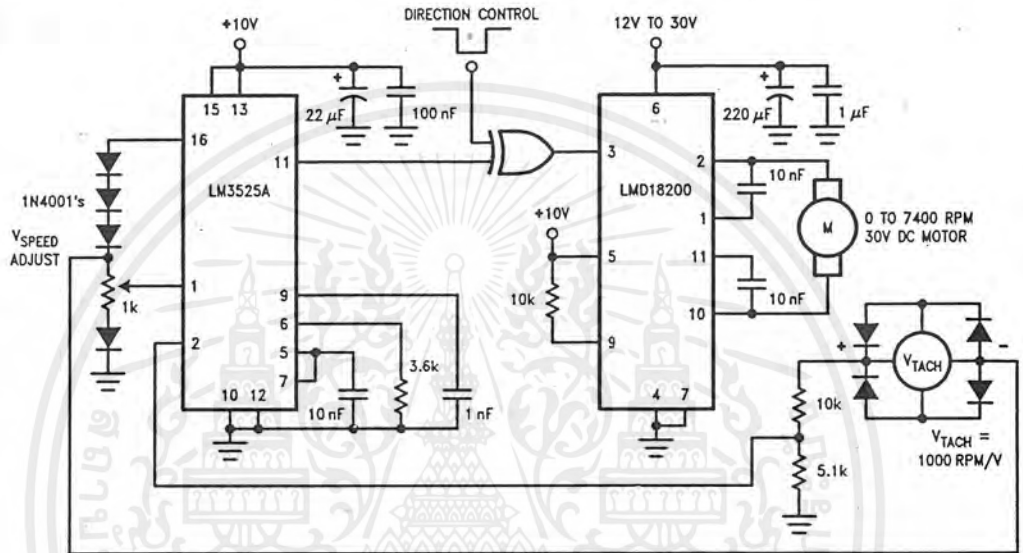 DIRECTION CONTROL
+10V
12V TO 30V
15 13
6
+
22 µF
100 nF
+
220 µF
1 µF
16
11
3
2
10 nF
LM3525A
LMD18200
1N4001's
+10V
1
M
0 TO 7400 RPM
30V DC MOTOR
VSPEED
ADJUST
5
11
1
1k
9
10k
10 nF
6
10
2
5
3.6k
9
+
VTACH
-
7
10 12
10 nF
1 nF
4 7
10k
VTACH =
1000 RPM/V
5.1k